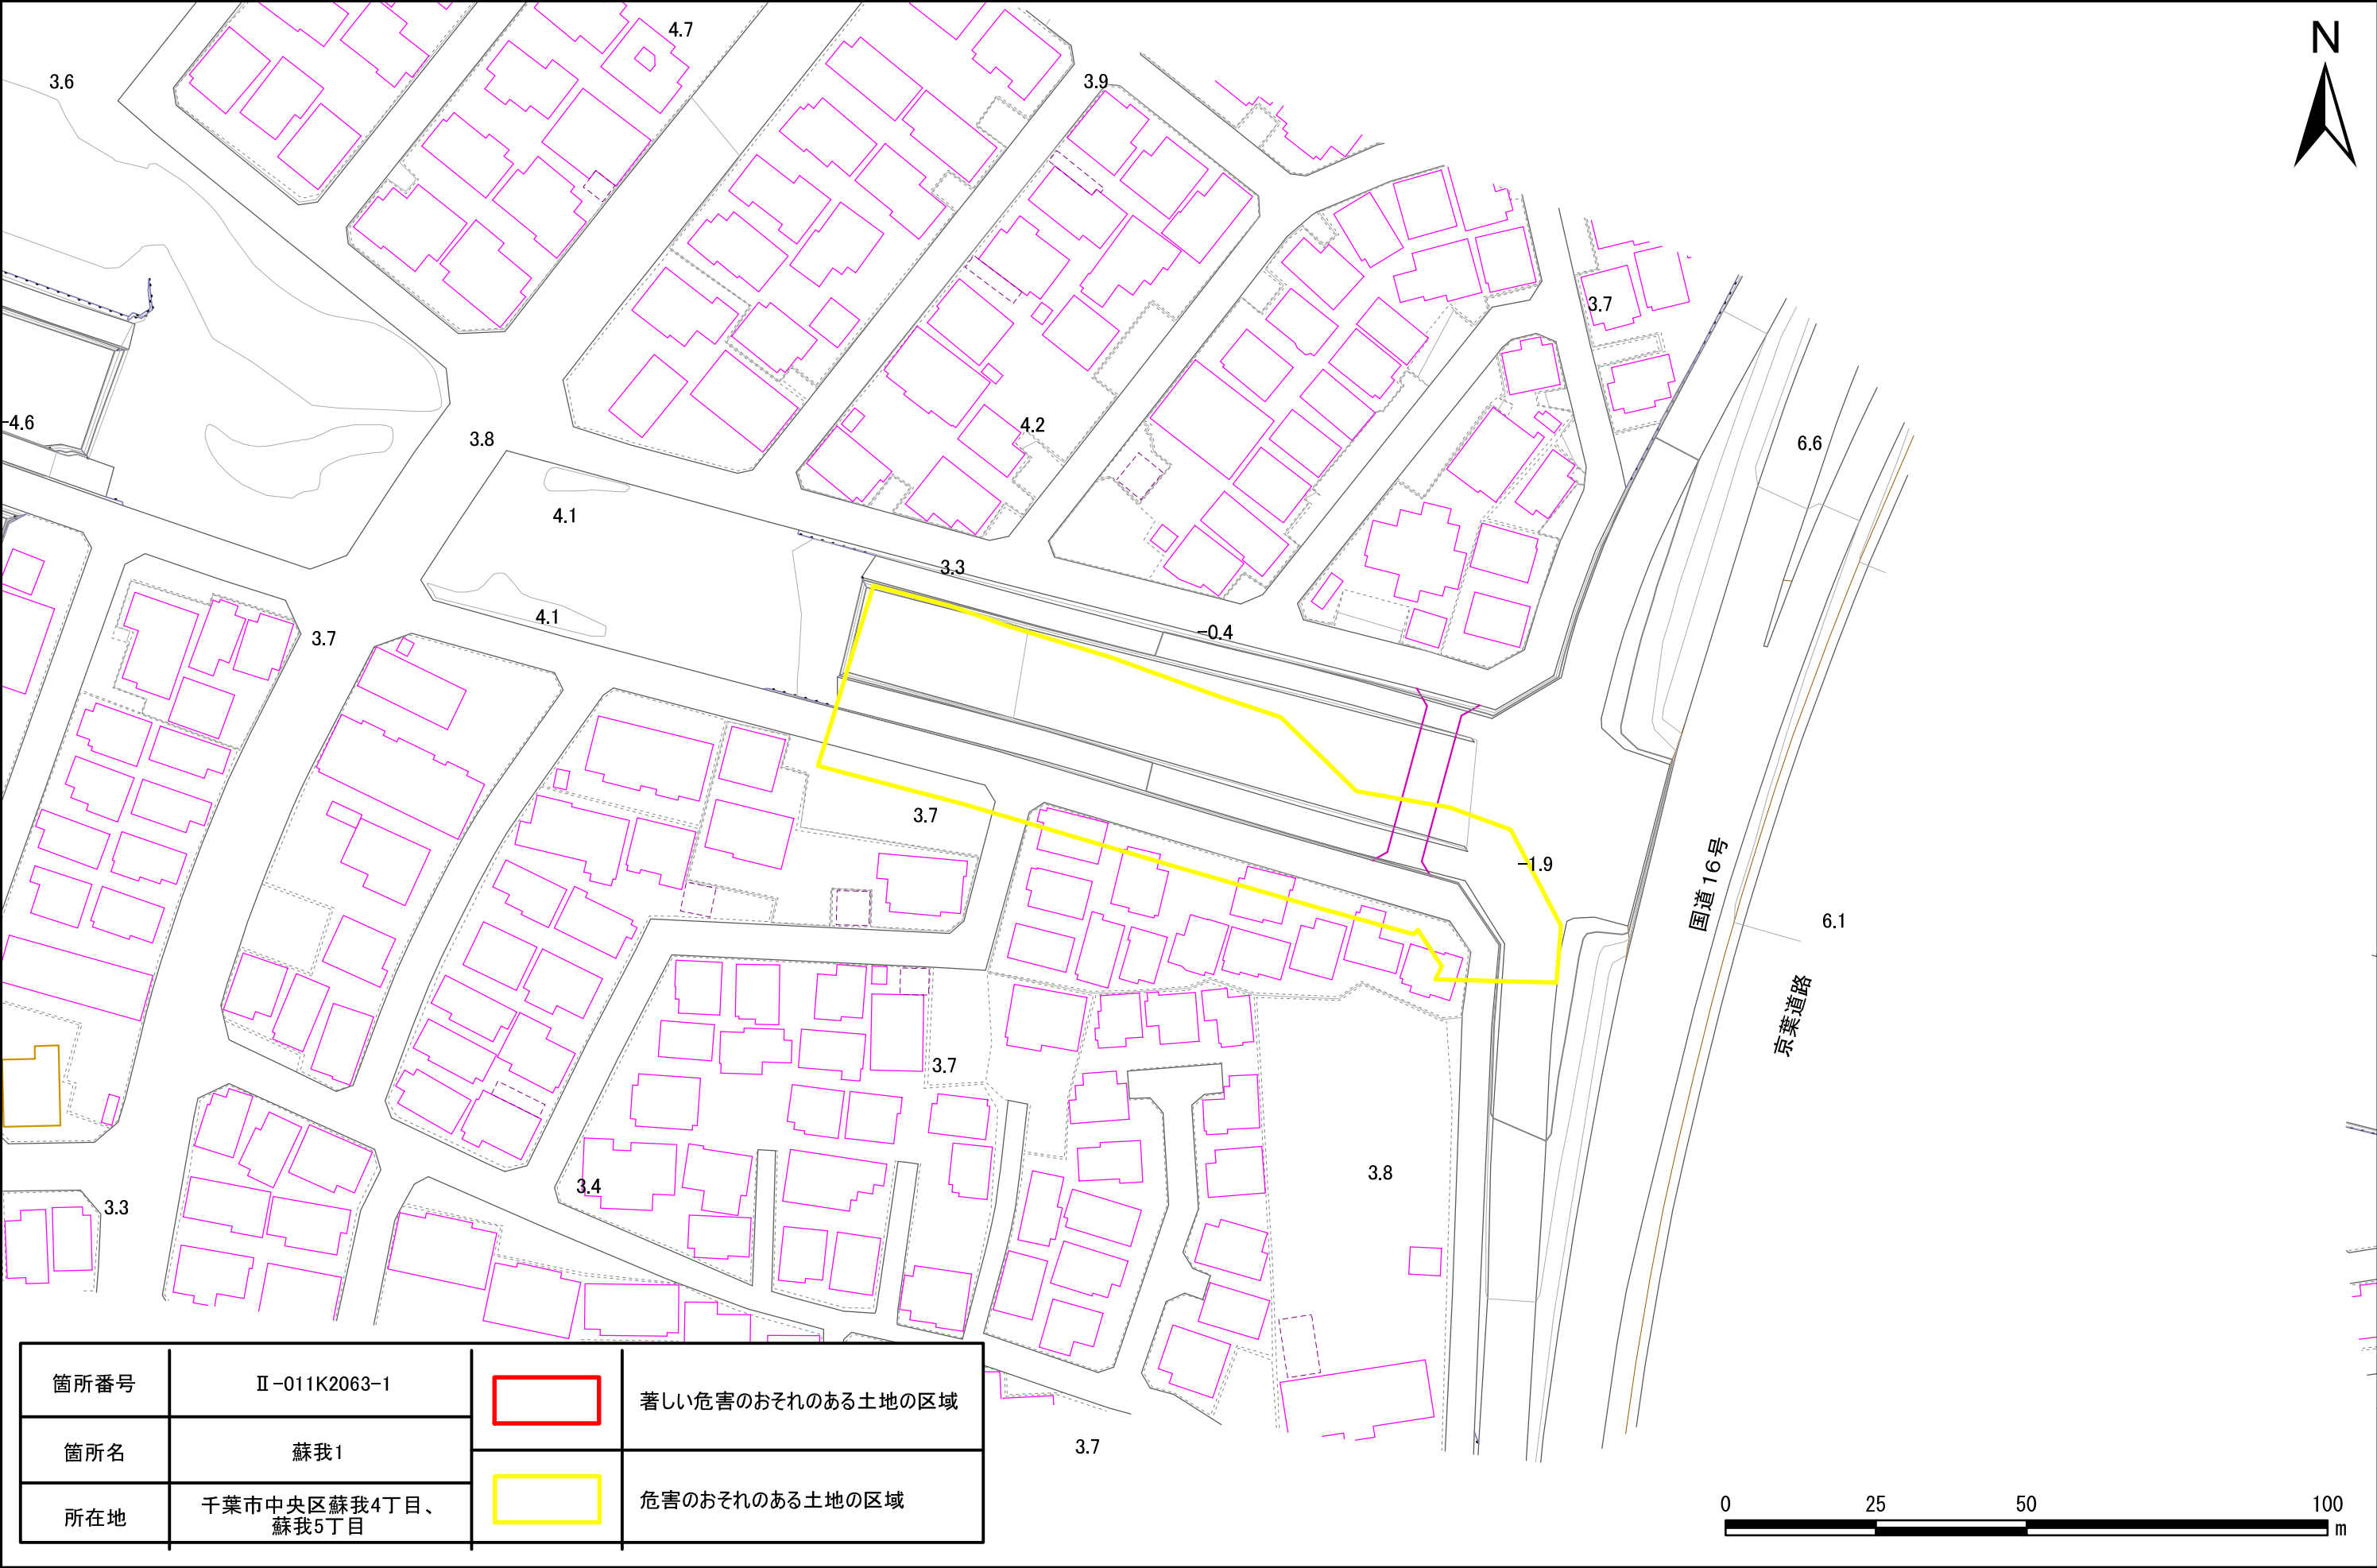 N
4.7
3.6
3.9
3.7
-4.6
4.2
3.8
6.6
4.1
3.3
4.1
-0.4
3.7
3.7
-1.9
国道16号
6.1
京葉道路
3.7
3.8
3.4
3.3
箇所番号
Ⅱ-011K2063-1
著しい危害のおそれのある土地の区域
箇所名
蘇我1
危害のおそれのある土地の区域
所在地
千葉市中央区蘇我4丁目、
蘇我5丁目
3.7
0 25 50 100
m